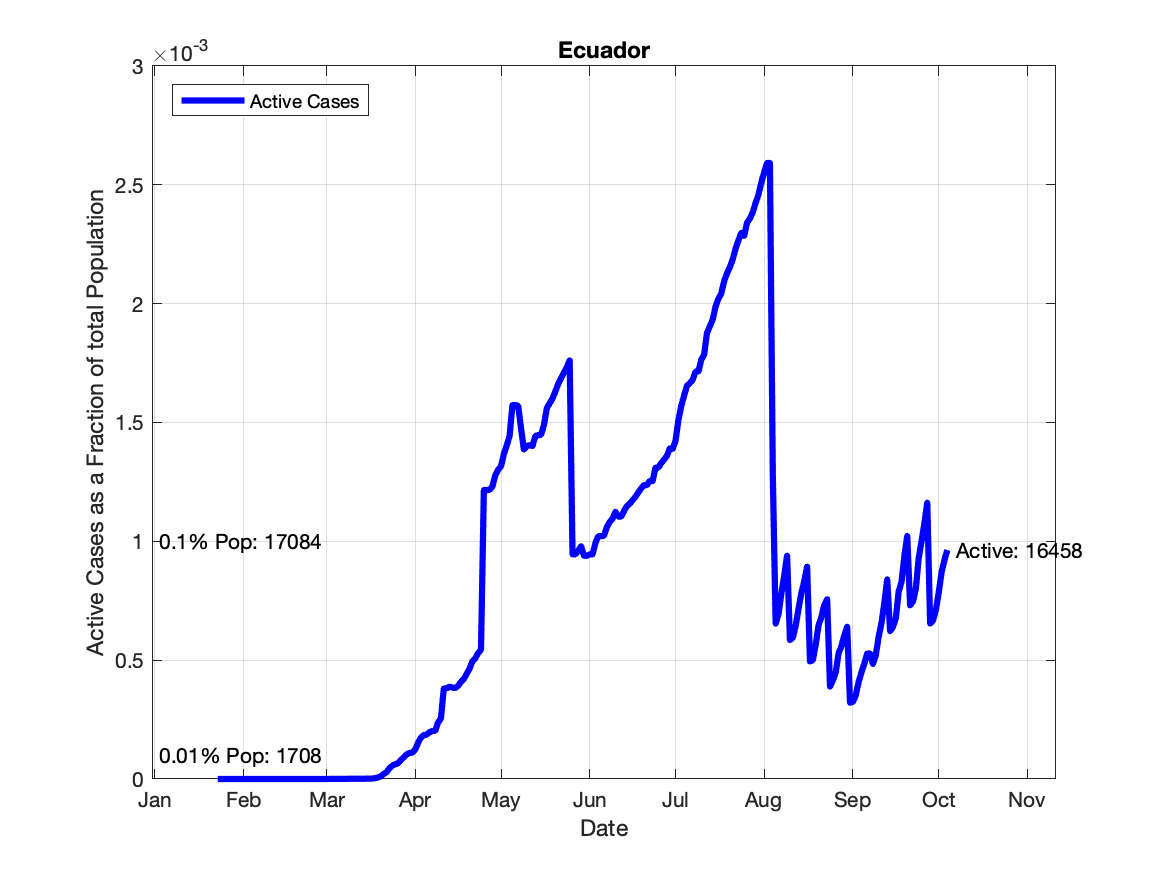 Ecuador
×10-3
Active Cases
3
2.5
2
1.5
1
0.5
0
Active Cases as a Fraction of total Population
0.1% Pop: 17084
0.01% Pop: 1708
Active: 16458
Jan Feb Mar Apr May Jun Jul Aug Sep Oct Nov
Date